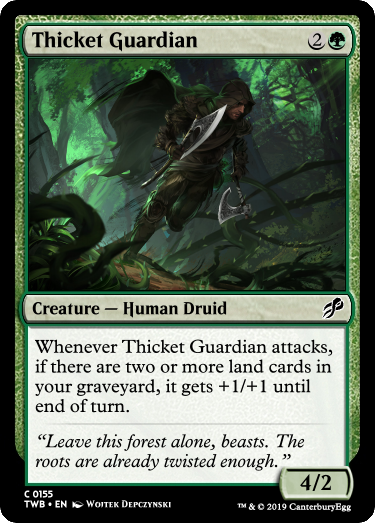 Thicket Guardian 2
Creature — Human Druid
Whenever Thicket Guardian attacks,
if there are two or more land cards in
your graveyard, it gets +1/+1 until
end of turn.
“Leave this forest alone, beasts. The
roots are already twisted enough.”
4/2
C 0155
TWB • EN Wojtek Depczynski
™ & © 2019 CanterburyEgg